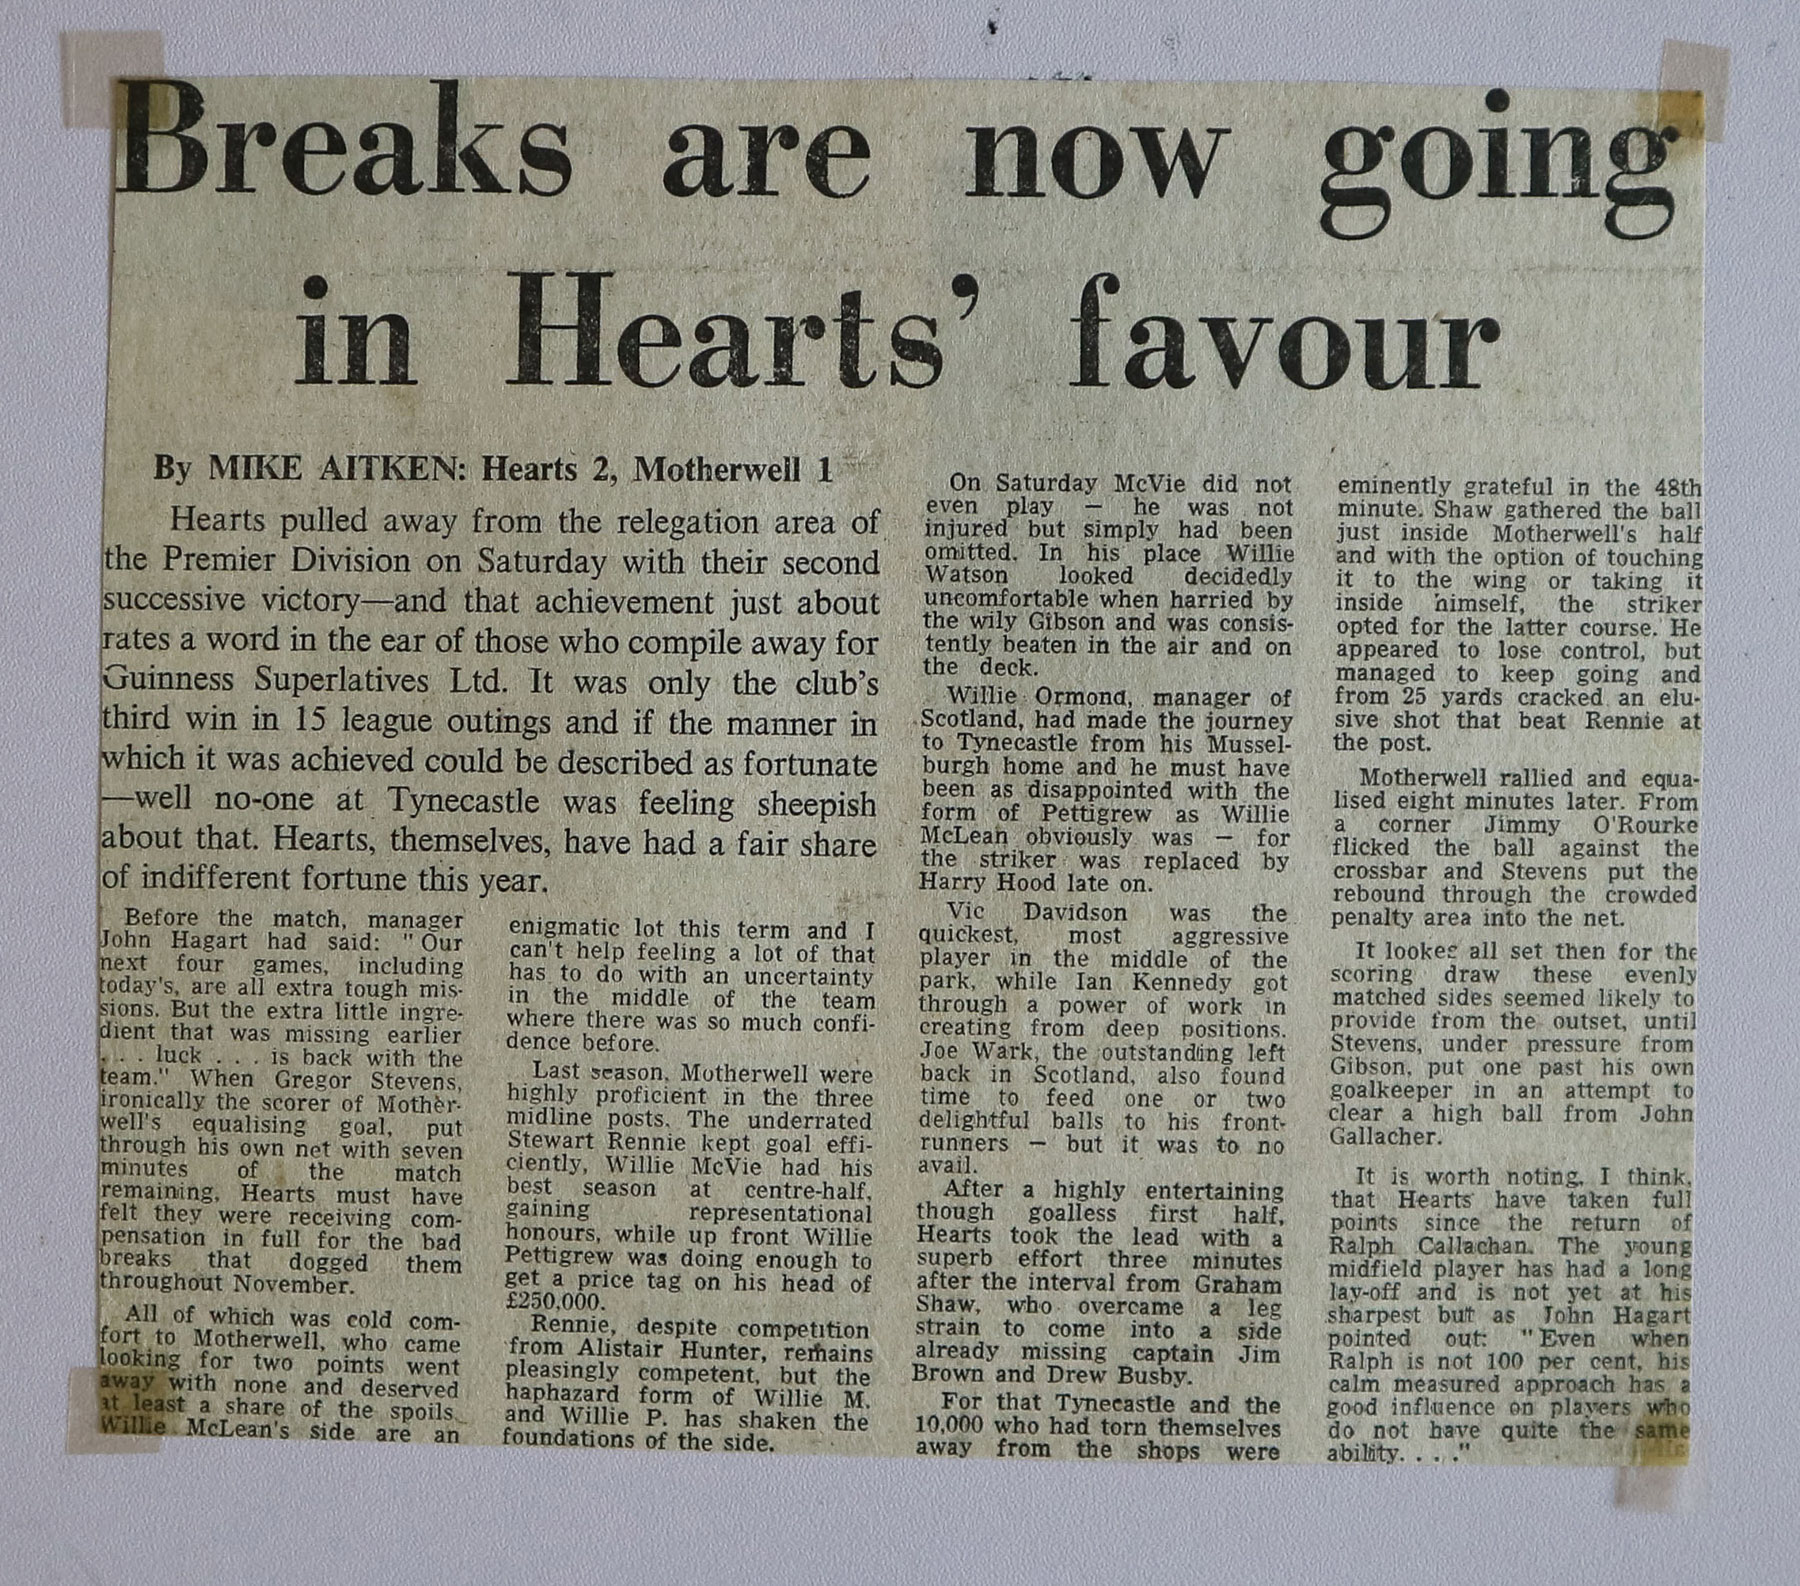 Breaks are now going
in Hearts' favour
By MIKE AITKEN: Hearts 2, Motherwell 1
Hearts pulled away from the relegation area of
the Premier Division on Saturday with their second
successive victory—and that achievement just about
rates a word in the ear of those who compile away for
Guinness Superlatives Ltd. It was only the club's
third win in 15 league outings and if the manner in
which it was achieved could be described as fortunate
—well no-one at Tynecastle was feeling sheepish
about that. Hearts, themselves, have had a fair share
of indifferent fortune this year.
Before the match, manager
John Hagart had said: "Our
next four games, including
today's, are all extra tough mis-
sions. But the extra little ingre-
dient that was missing earlier
. . . luck . . . is back with the
team." When Gregor Stevens,
ironically the scorer of Mother-
well's equalising goal, put
through his own net with seven
minutes of the match
remaining, Hearts must have
felt they were receiving com-
pensation in full for the bad
breaks that dogged them
throughout November.
All of which was cold com-
fort to Motherwell, who came
looking for two points went
away with none and deserved
at least a share of the spoils.
Willie McLean's side are an
enigmatic lot this term and I
can't help feeling a lot of that
has to do with an uncertainty
in the middle of the team
where there was so much confi-
dence before.
Last season, Motherwell were
highly proficient in the three
midline posts. The underrated
Stewart Rennie kept goal effi-
ciently, Willie McVie had his
best season at centre-half,
gaining representational
honours, while up front Willie
Pettigrew was doing enough to
get a price tag on his head of
£250,000.
Rennie, despite competition
from Alistair Hunter, remains
pleasingly competent, but the
haphazard form of Willie M.
and Willie P. has shaken the
foundations of the side.
On Saturday McVie did not
even play — he was not
injured but simply had been
omitted. In his place Willie
Watson looked decidedly
uncomfortable when harried by
the wily Gibson and was consis-
tently beaten in the air and on
the deck.
Willie Ormond, manager of
Scotland, had made the journey
to Tynecastle from his Mussel-
burgh home and he must have
been as disappointed with the
form of Pettigrew as Willie
McLean obviously was — for
the striker was replaced by
Harry Hood late on.
Vic Davidson was the
quickest, most aggressive
player in the middle of the
park, while Ian Kennedy got
through a power of work in
creating from deep positions.
Joe Wark, the outstanding left
back in Scotland, also found
time to feed one or two
delightful balls to his front-
runners — but it was to no
avail.
After a highly entertaining
though goalless first half,
Hearts took the lead with a
superb effort three minutes
after the interval from Graham
Shaw, who overcame a leg
strain to come into a side
already missing captain Jim
Brown and Drew Busby.
For that Tynecastle and the
10,000 who had torn themselves
away from the shops were
eminently grateful in the 48th
minute. Shaw gathered the ball
just inside Motherwell's half
and with the option of touching
it to the wing or taking it
inside himself, the striker
opted for the latter course. He
appeared to lose control, but
managed to keep going and
from 25 yards cracked an elu-
sive shot that beat Rennie at
the post.
Motherwell rallied and equa-
lised eight minutes later. From
a corner Jimmy O'Rourke
flicked the ball against the
crossbar and Stevens put the
rebound through the crowded
penalty area into the net.
It looked all set then for the
scoring draw these evenly
matched sides seemed likely to
provide from the outset, until
Stevens, under pressure from
Gibson, put one past his own
goalkeeper in an attempt to
clear a high ball from John
Gallacher.
It is worth noting, I think,
that Hearts have taken full
points since the return of
Ralph Callachan. The young
midfield player has had a long
lay-off and is not yet at his
sharpest but as John Hagart
pointed out: "Even when
Ralph is not 100 per cent, his
calm measured approach has a
good influence on players who
do not have quite the same
ability. . . ."